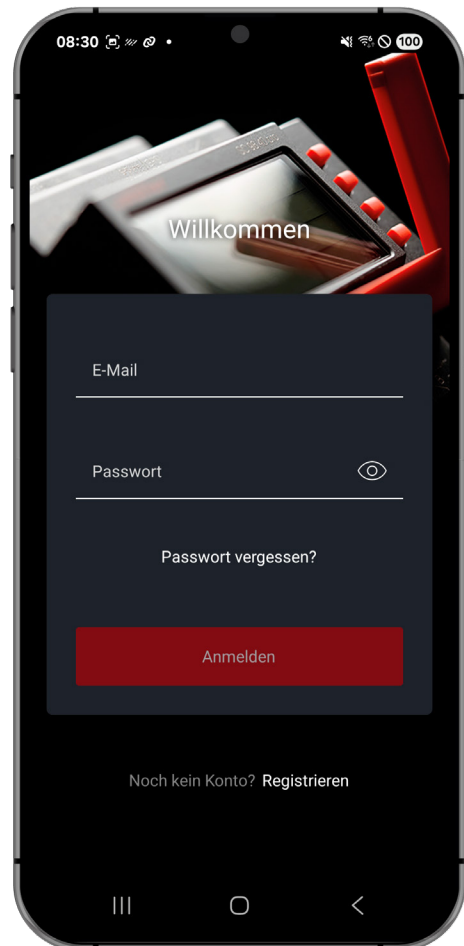 08:30
100
Willkommen
E-Mail
Passwort
Passwort vergessen?
Anmelden
Noch kein Konto? Registrieren